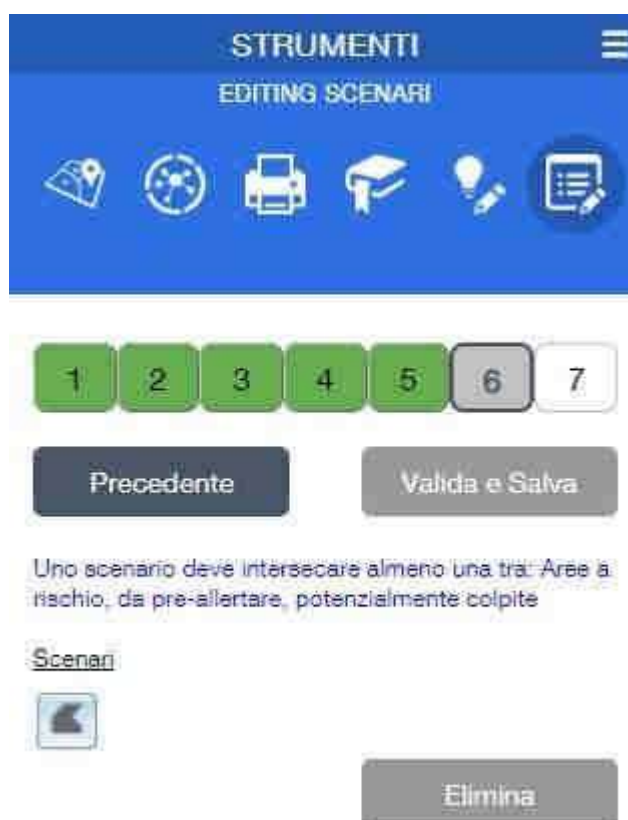 STRUMENTI
EDITING SCENARI
1 2 3 4 5 6 7
Precedente Valida e Salva
Uno scenario deve intersecare almeno una tra: Aree a
rischio, da pre-allertare, potenzialmente colpite
Scenari
Elimina